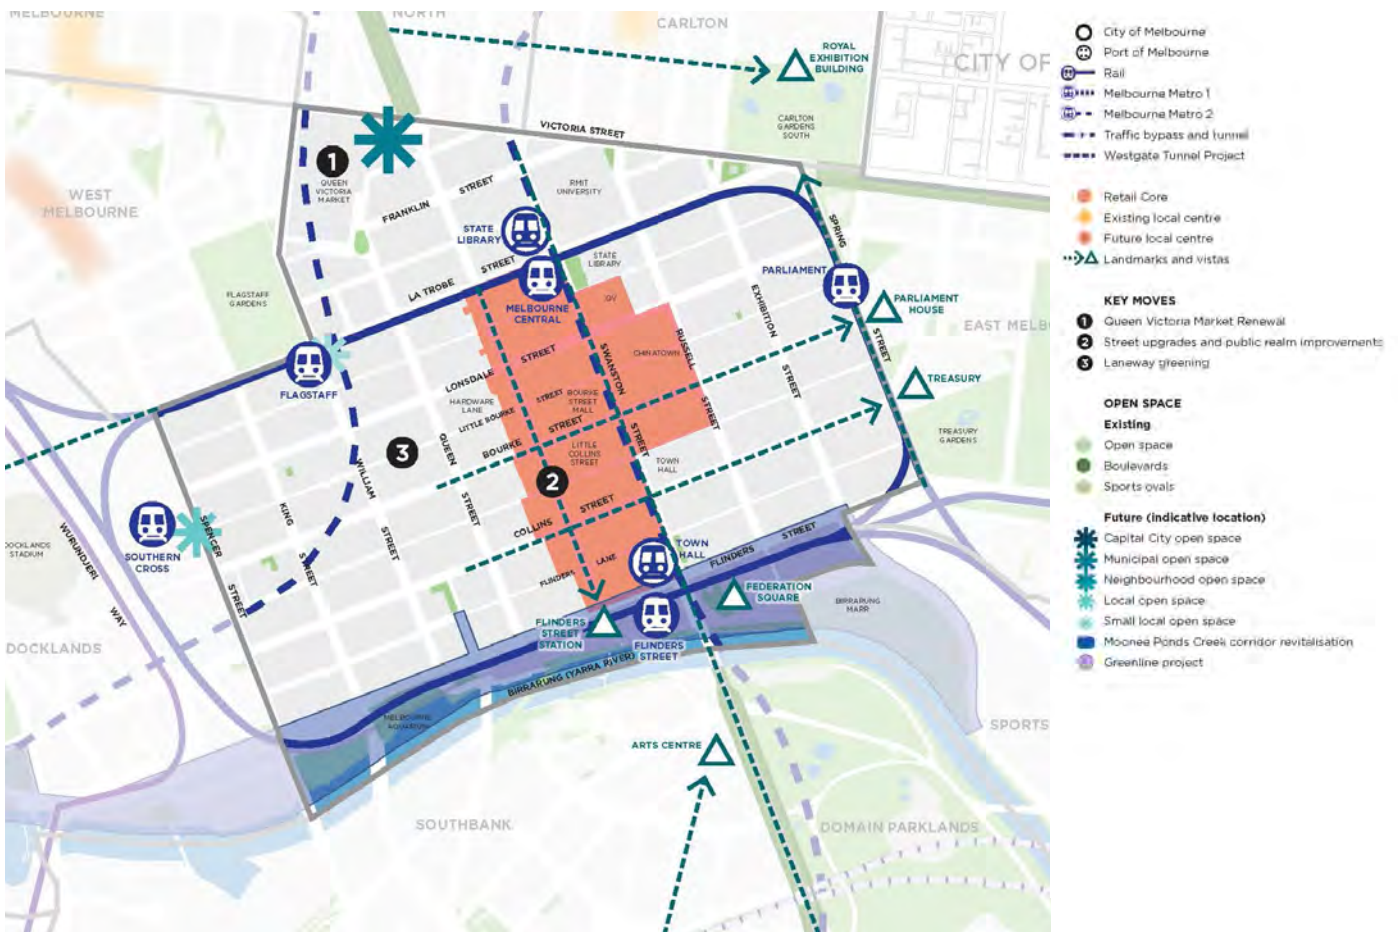 MELBOURNE
NORTH
CARLTON
ROYAL
EXHIBITION
BUILDING
CITY OF
CARLTON
GARDENS
SOUTH
VICTORIA STREET
1
QUEEN
VICTORIA
MARKET
WEST
MELBOURNE
FRANKLIN
STREET
RMIT
UNIVERSITY
STATE
LIBRARY
STATE
LIBRARY
LA TROBE
STREET
SPRING
STREET
PARLIAMENT
PARLIAMENT
HOUSE
EAST MELBO
FLAGSTAFF
GARDENS
MELBOURNE
CENTRAL
QV
EXHIBITION
STREET
RUSSELL
STREET
CHINATOWN
SWANSTON
STREET
LONSDALE
STREET
FLAGSTAFF
HARDWARE
LANE
LITTLE BOURKE
STREET
BOURKE
STREET
MALL
TREASURY
BOURKE
STREET
TREASURY
GARDENS
3
QUEEN
STREET
LITTLE
COLLINS
STREET
TOWN
HALL
WILLIAM
STREET
2
KING
STREET
COLLINS
STREET
SPENCER
STREET
SOUTHERN
CROSS
DOCKLANDS
STADIUM
WURUNDJERI
WAY
TOWN
HALL
FLINDERS
STREET
FLINDERS
LANE
FEDERATION
SQUARE
BIRRARUNG
MARR
FLINDERS
STREET
STATION
FLINDERS
STREET
DOCKLANDS
BIRRARUNG (YARRA RIVER)
MELBOURNE
AQUARIUM
SPORTS
ARTS CENTRE
SOUTHBANK
DOMAIN PARKLANDS
City of Melbourne
Port of Melbourne
Rail
Melbourne Metro 1
Melbourne Metro 2
Traffic bypass and tunnel
Westgate Tunnel Project
Retail Core
Existing local centre
Future local centre
Landmarks and vistas
KEY MOVES
1 Queen Victoria Market Renewal
2 Street upgrades and public realm improvements
3 Laneway greening
OPEN SPACE
Existing
Open space
Boulevards
Sports ovals
Future (indicative location)
Capital City open space
Municipal open space
Neighbourhood open space
Local open space
Small local open space
Moonee Ponds Creek corridor revitalisation
Greenline project